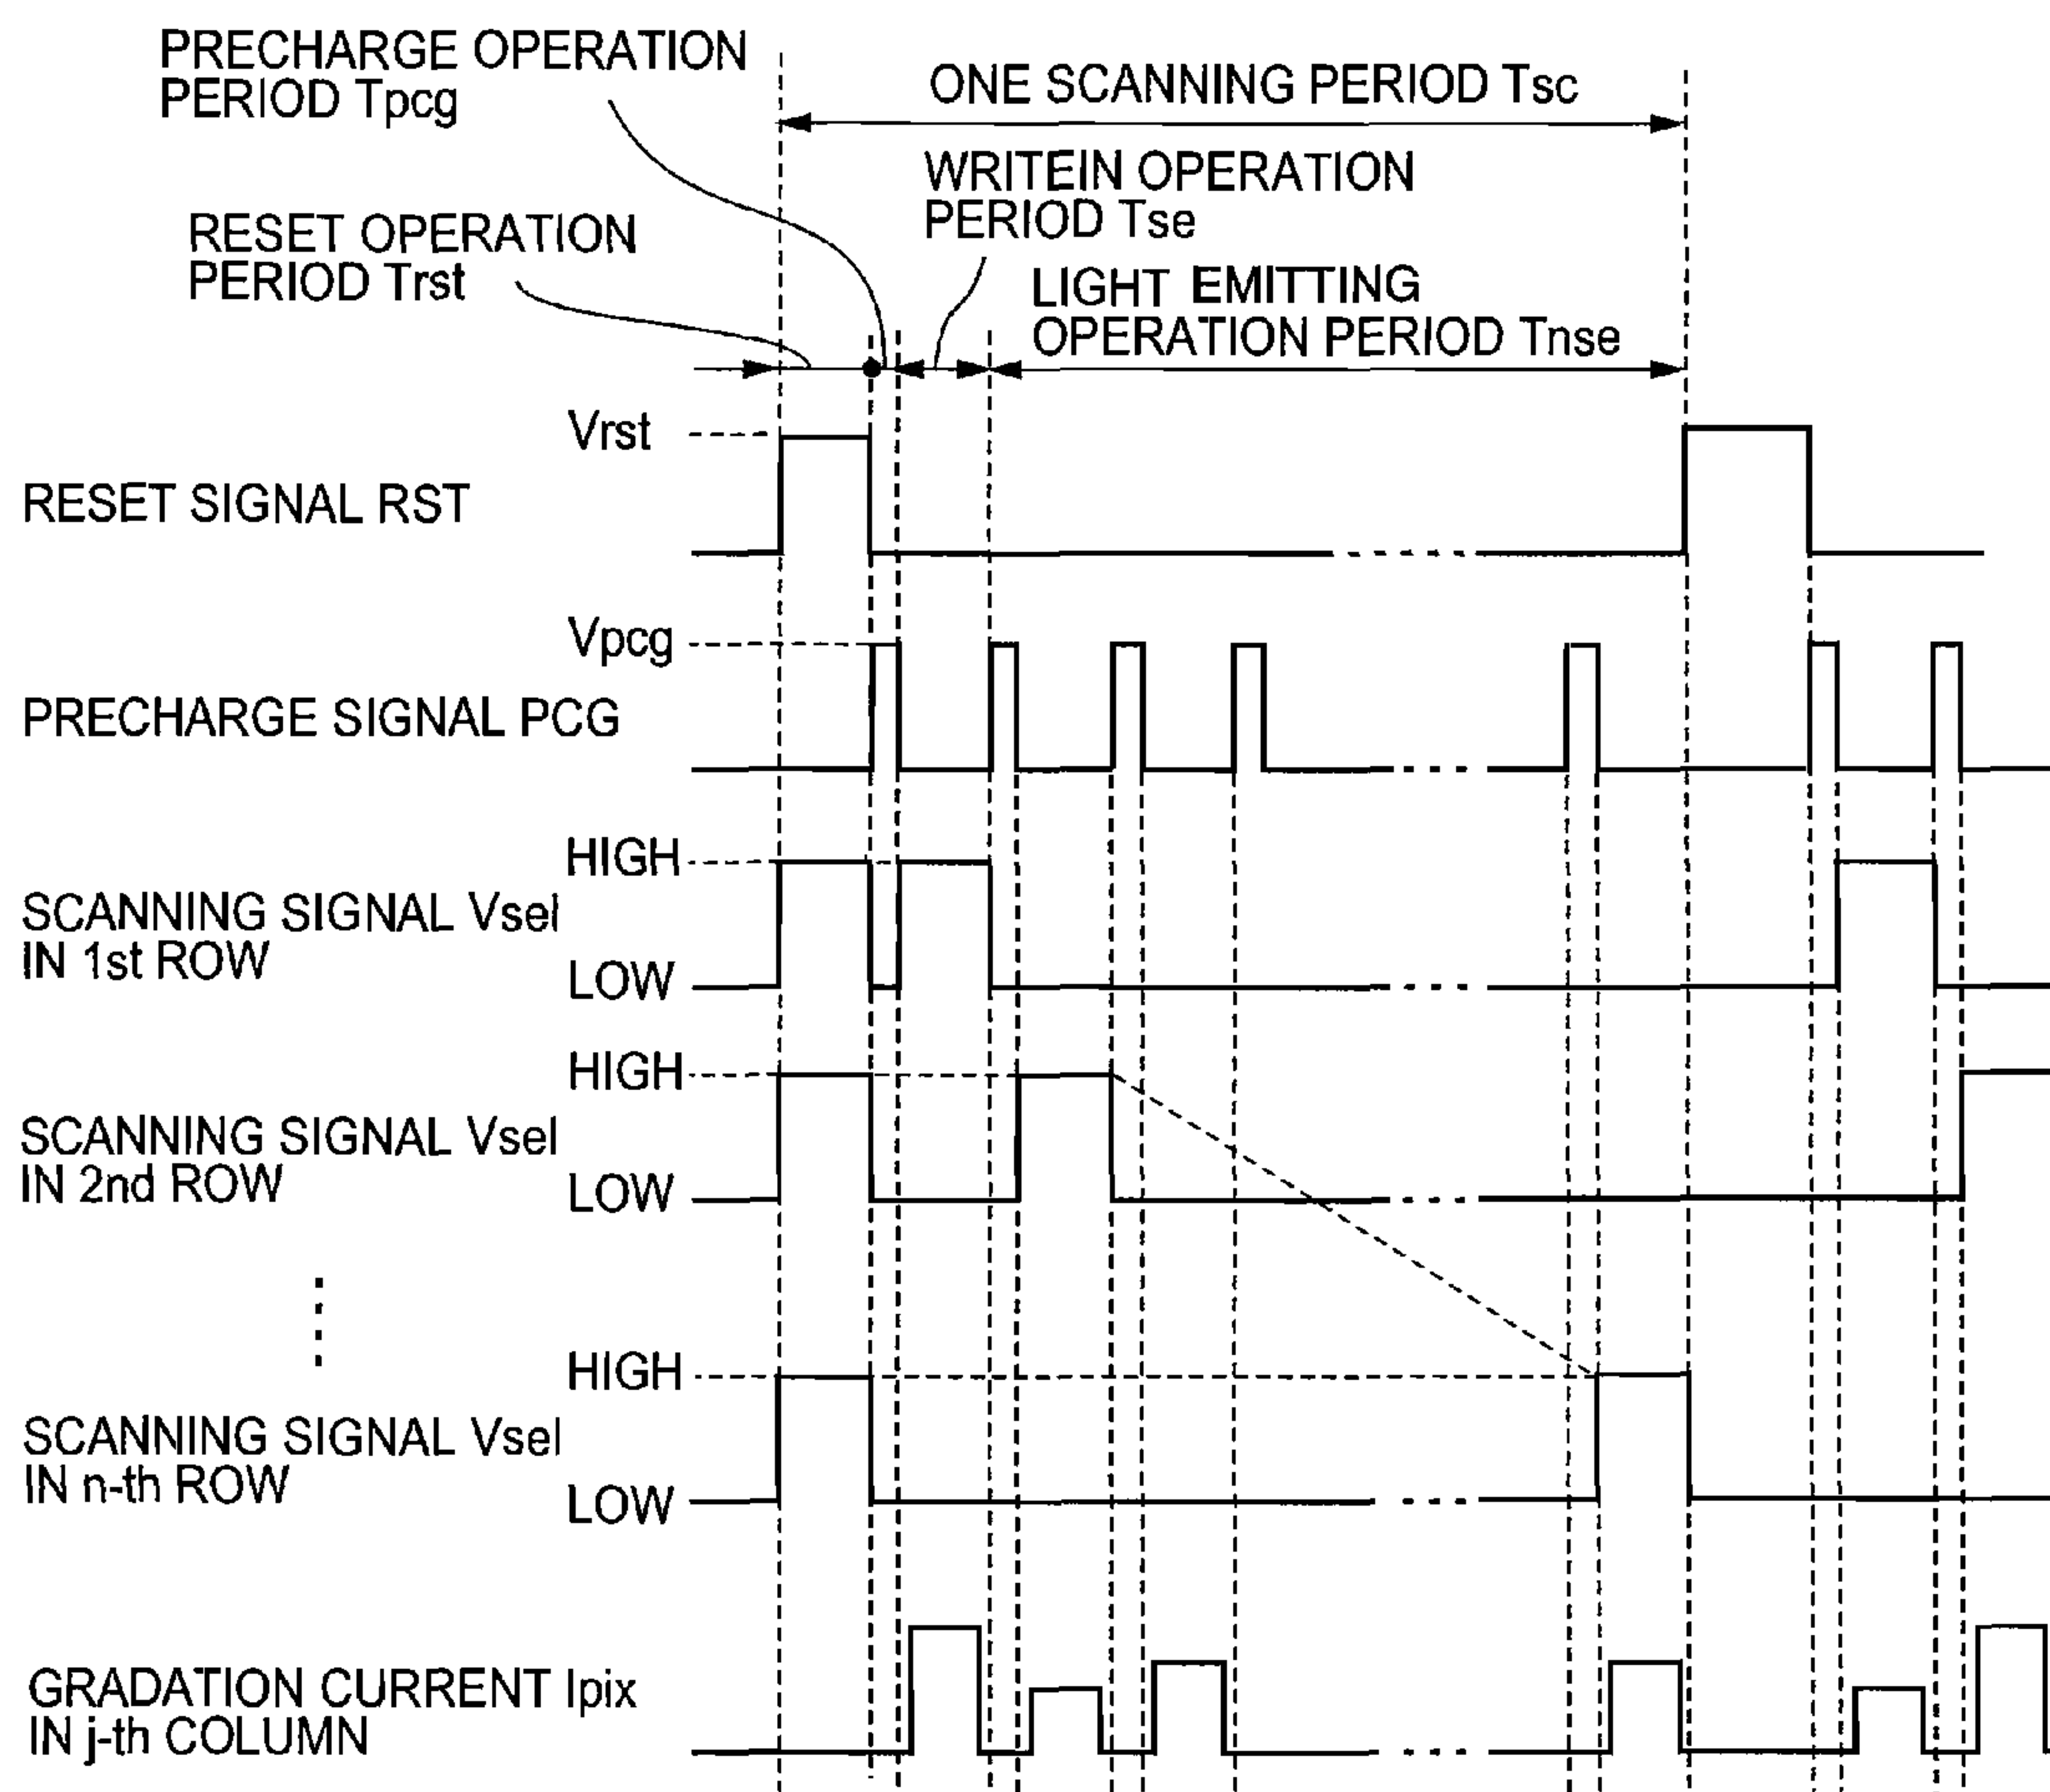 PRECHARGE OPERATION
PERIOD Tpcg
ONE SCANNING PERIOD Tsc
WRITEIN OPERATION
PERIOD Tse
RESET OPERATION
PERIOD Trst
LIGHT EMITTING
OPERATION PERIOD Tnse
Vrst
RESET SIGNAL RST
Vpcg
PRECHARGE SIGNAL PCG
HIGH
SCANNING SIGNAL Vsel
IN 1st ROW
LOW
HIGH
SCANNING SIGNAL Vsel
IN 2nd ROW
LOW
HIGH
SCANNING SIGNAL Vsel
IN n-th ROW
LOW
GRADATION CURRENT Ipix
IN j-th COLUMN